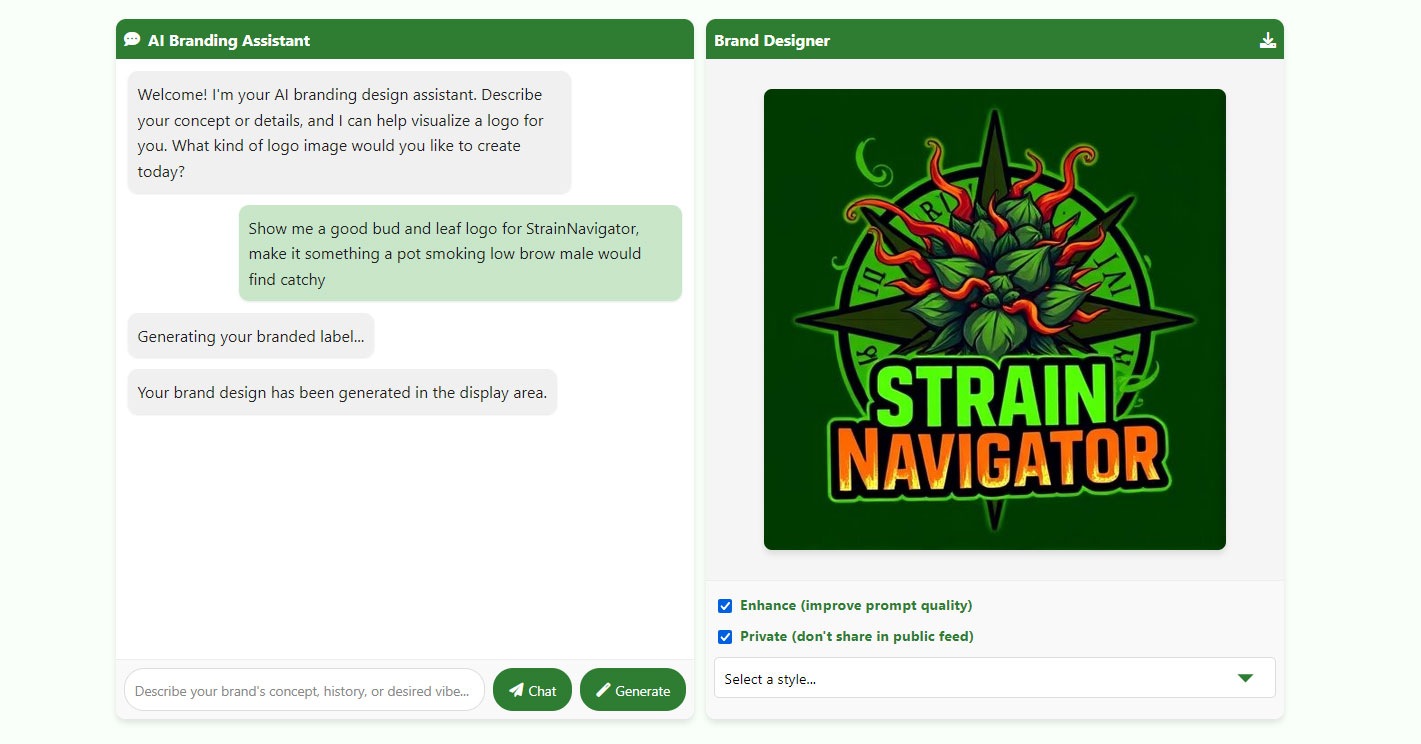 AI Branding Assistant
Welcome! I'm your AI branding design assistant. Describe
your concept or details, and I can help visualize a logo for
you. What kind of logo image would you like to create
today?
Show me a good bud and leaf logo for StrainNavigator,
make it something a pot smoking low brow male would
find catchy
Generating your branded label...
Your brand design has been generated in the display area.
Describe your brand's concept, history, or desired vibe...
Chat
Generate
Brand Designer
STRAIN
NAVIGATOR
Enhance (improve prompt quality)
Private (don't share in public feed)
Select a style...